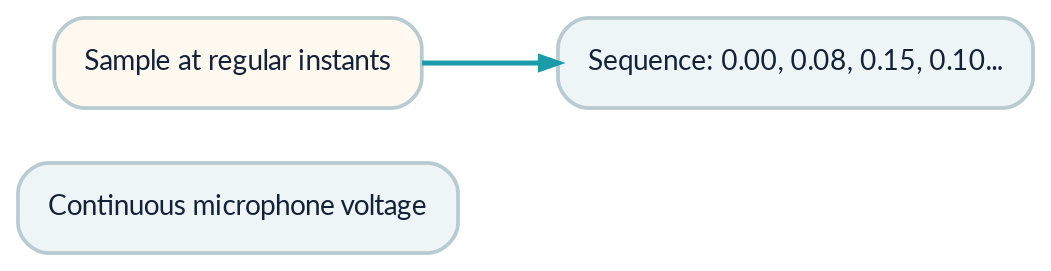 Sample at regular instants
Sequence: 0.00, 0.08, 0.15, 0.10...
Continuous microphone voltage